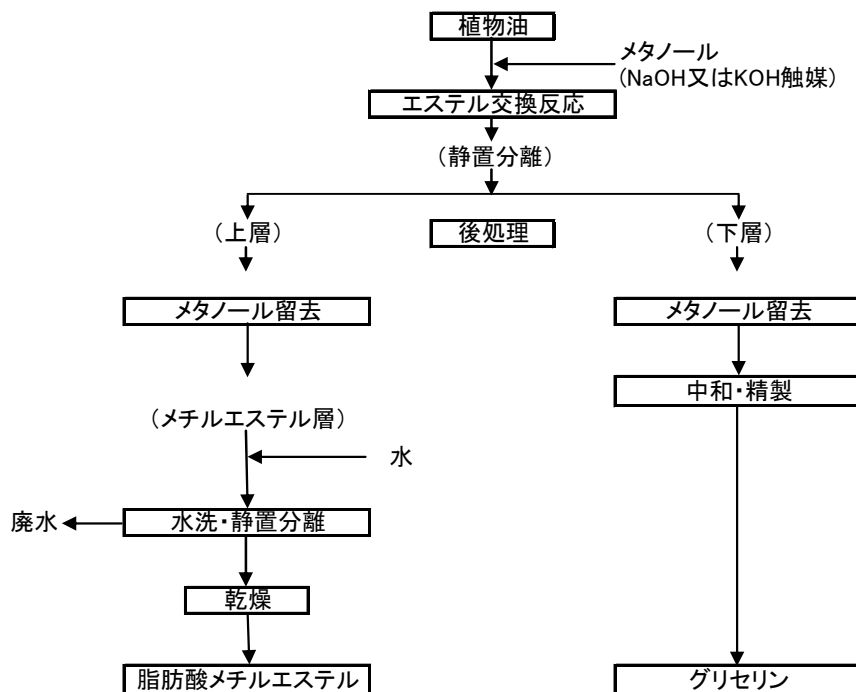 植物油
メタノール
(NaOH又はKOH触媒)
エステル交換反応
(静置分離)
(上層)
後処理
(下層)
メタノール留去
メタノール留去
中和・精製
(メチルエステル層)
水
廃水
水洗・静置分離
乾燥
脂肪酸メチルエステル
グリセリン